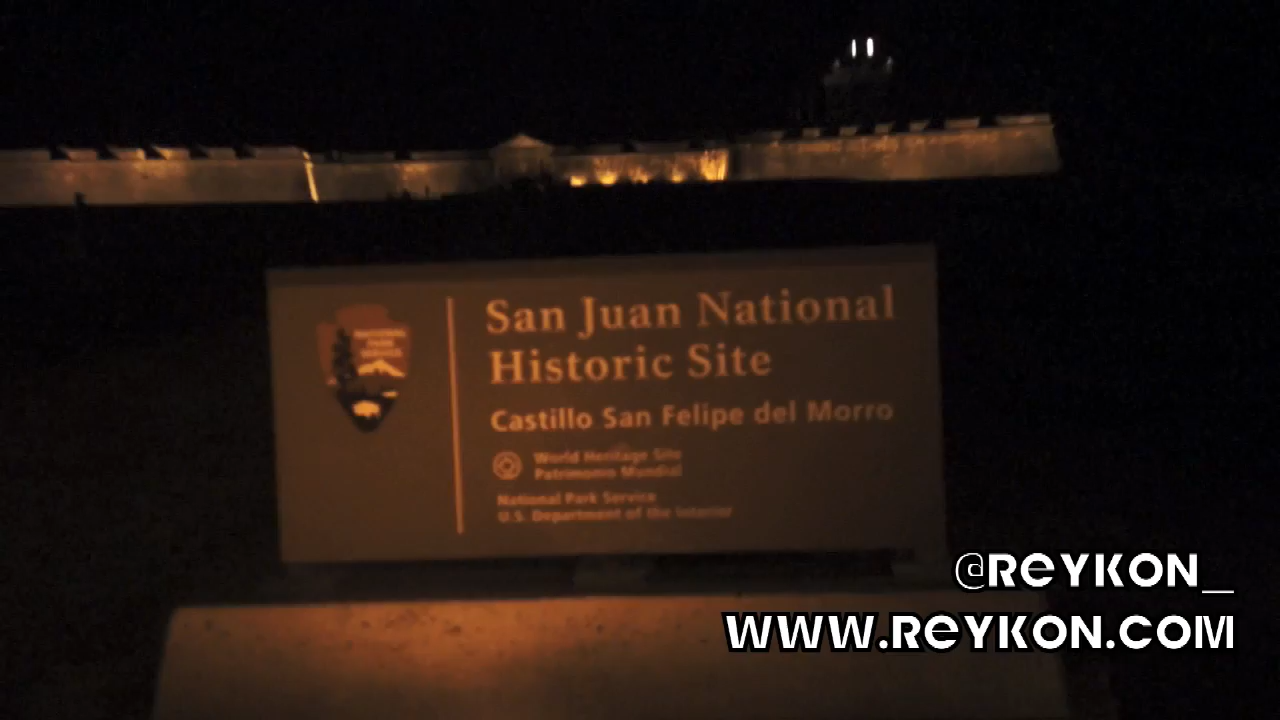 San Juan National
Historic Site
Castillo San Felipe del Morro
World Heritage Site
Patrimonio Mundial
National Park Service
U.S. Department of the Interior
@REYKON_
WWW.REYKON.COM